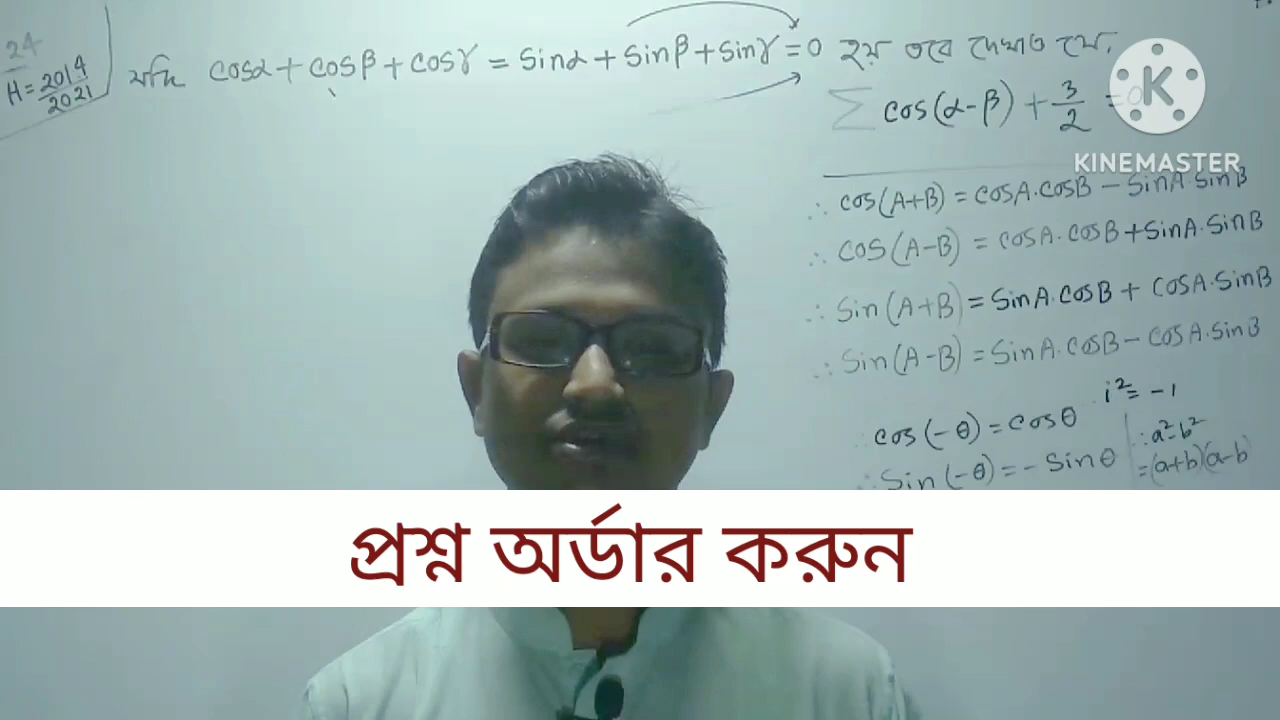 24
H = 2014
2021
যদি cosα + cosβ + cosγ = sinα + sinβ + sinγ = 0 হয় তবে দেখাও যে,
∑ cos(α-β) + 3/2 = 0
KINEMASTER
∴ cos(A+B) = cosA.cosB - sinA sinB
∴ cos(A-B) = cosA.cosB + sinA.sinB
∴ sin(A+B) = sinA.cosB + cosA.sinB
∴ sin(A-B) = sinA.cosB - cosA.sinB
i² = -1
cos(-θ) = cosθ
∴ a²-b²
∴ sin(-θ) = - sinθ
=(a+b)(a-b)
প্রশ্ন অর্ডার করুন